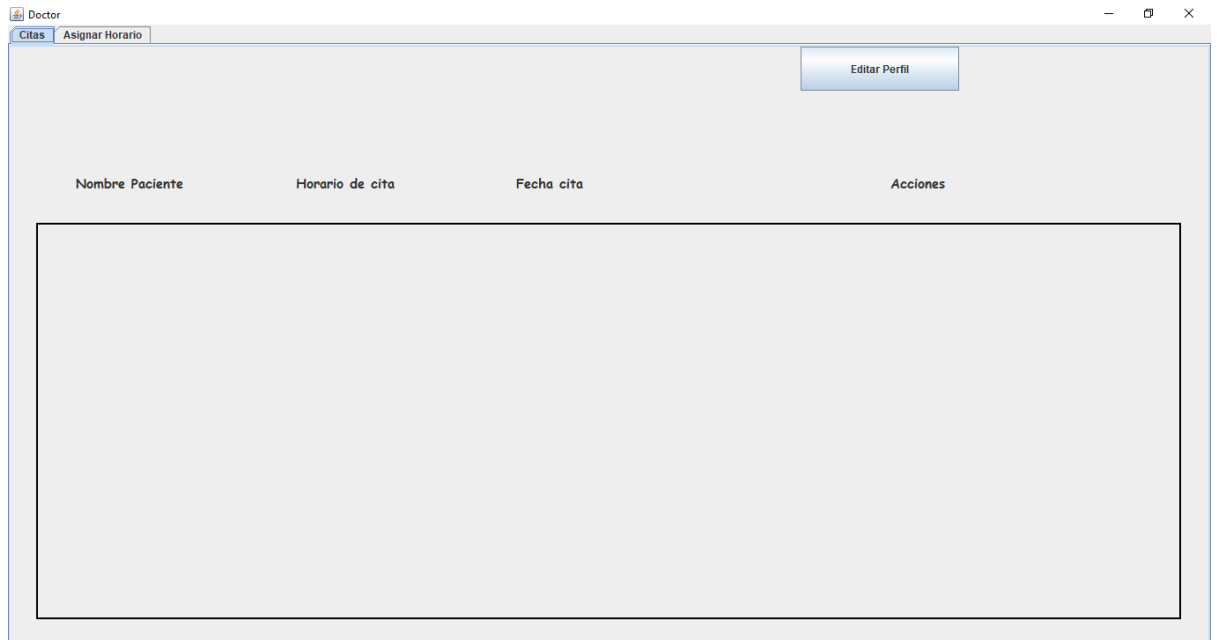 Doctor
Citas Asignar Horario
Editar Perfil
Nombre Paciente Horario de cita Fecha cita Acciones